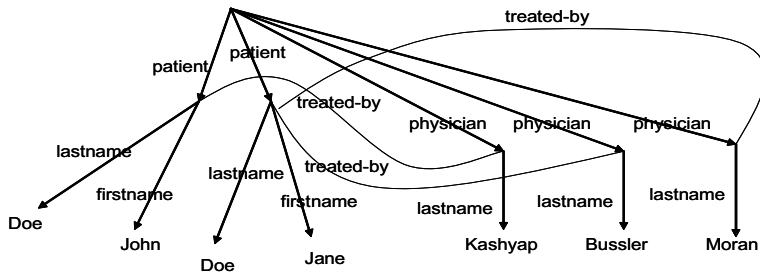 treated-by
patient
patient
treated-by
physician
physician
physician
lastname
lastname
treated-by
firstname
firstname
lastname
lastname
lastname
Doe
John
Doe
Jane
Kashyap
Bussler
Moran